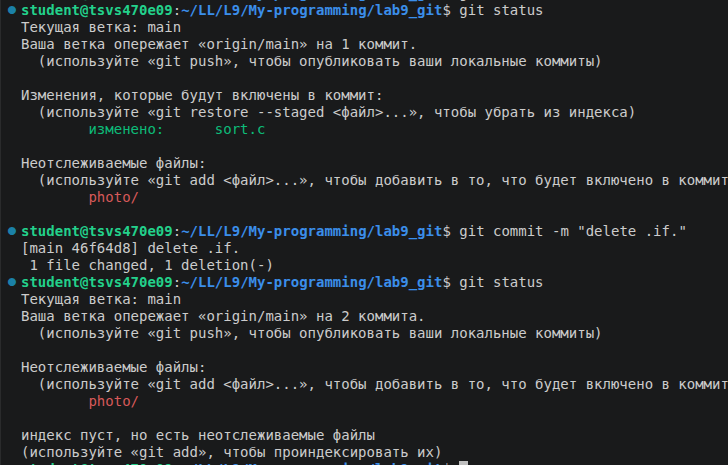 student@tsvs470e09:~/LL/L9/My-programming/lab9_git$ git status
Текущая ветка: main
Ваша ветка опережает «origin/main» на 1 коммит.
  (используйте «git push», чтобы опубликовать ваши локальные коммиты)

Изменения, которые будут включены в коммит:
  (используйте «git restore --staged <файл>...», чтобы убрать из индекса)
        изменено:      sort.c

Неотслеживаемые файлы:
  (используйте «git add <файл>...», чтобы добавить в то, что будет включено в коммит
        photo/

student@tsvs470e09:~/LL/L9/My-programming/lab9_git$ git commit -m "delete .if."
[main 46f64d8] delete .if.
 1 file changed, 1 deletion(-)
student@tsvs470e09:~/LL/L9/My-programming/lab9_git$ git status
Текущая ветка: main
Ваша ветка опережает «origin/main» на 2 коммита.
  (используйте «git push», чтобы опубликовать ваши локальные коммиты)

Неотслеживаемые файлы:
  (используйте «git add <файл>...», чтобы добавить в то, что будет включено в коммит
        photo/

индекс пуст, но есть неотслеживаемые файлы
(используйте «git add», чтобы проиндексировать их)